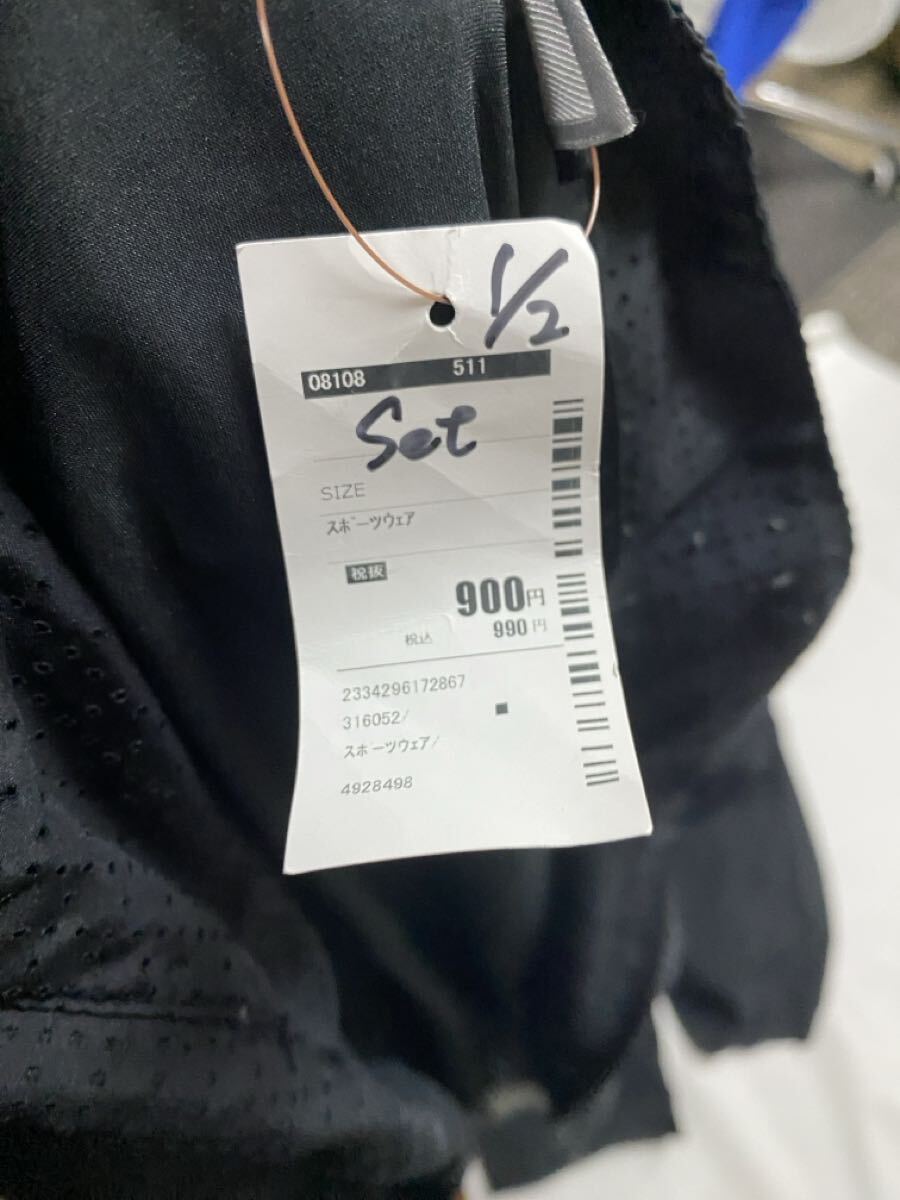 1/2
08108 511
Set
SIZE
スポーツウェア
税抜
900円
税込 990円
2334296172867
316052/
スポーツウェア/
4928498